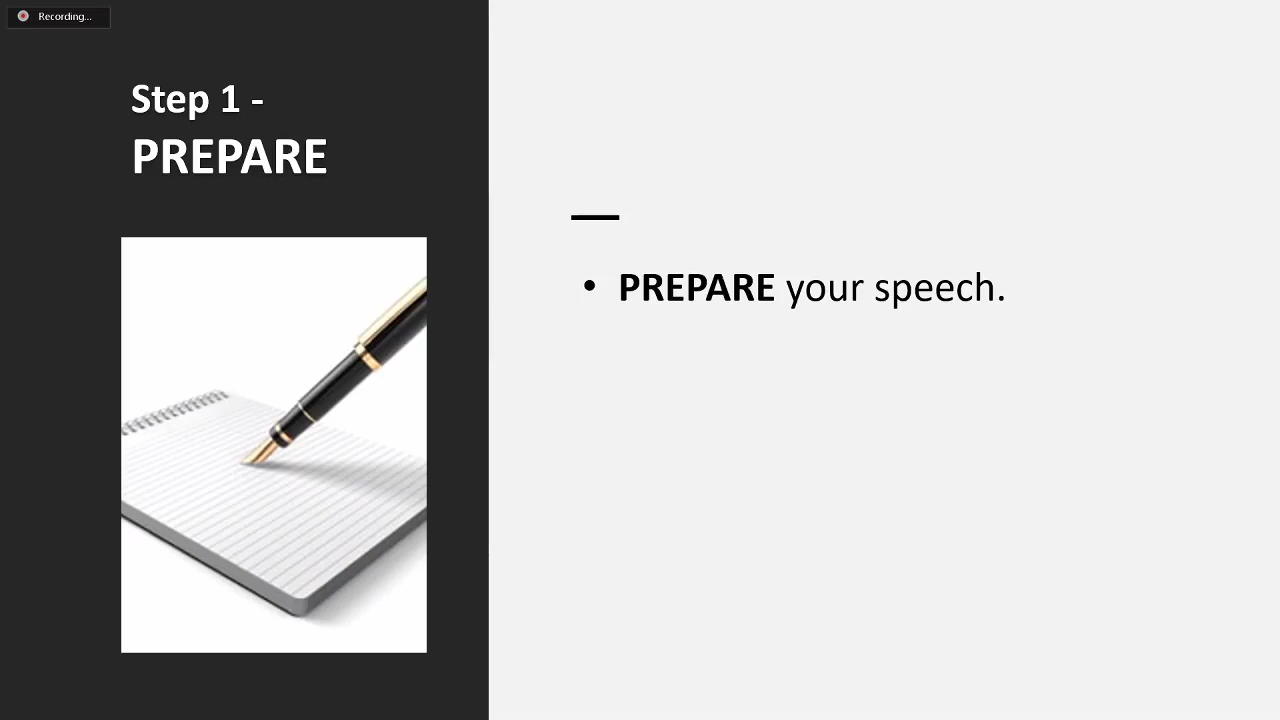 Recording...
Step 1 -
PREPARE
• PREPARE your speech.